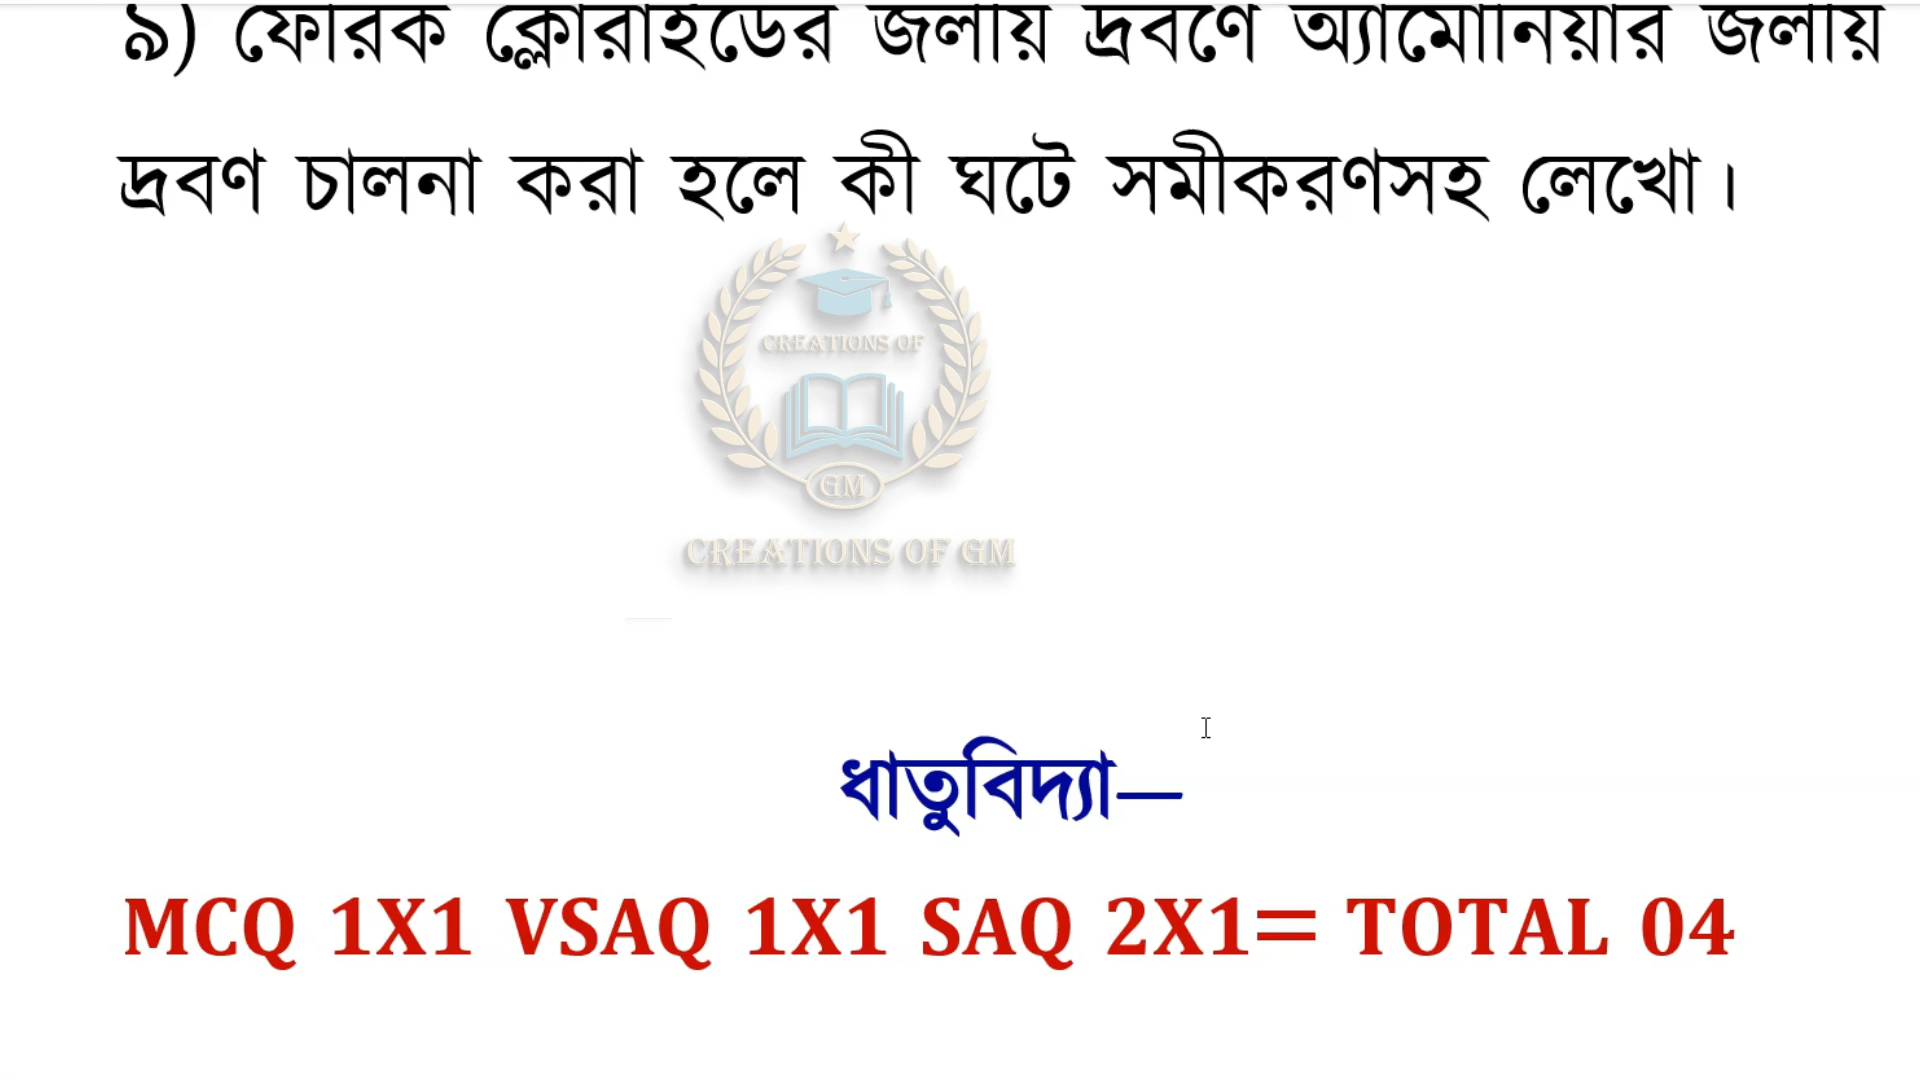 ৯) ফেরিক ক্লোরাইডের জলীয় দ্রবণে অ্যামোনিয়ার জলীয়
দ্রবণ চালনা করা হলে কী ঘটে সমীকরণসহ লেখো।
CREATIONS OF
GM
CREATIONS OF GM
ধাতুবিদ্যা—
MCQ 1X1 VSAQ 1X1 SAQ 2X1= TOTAL 04